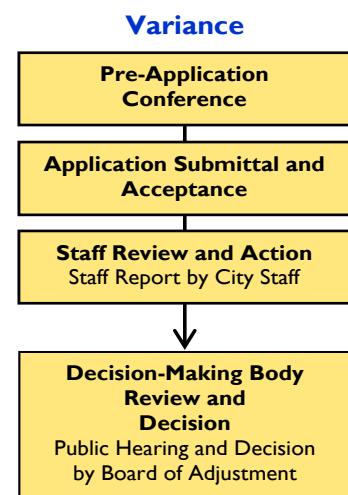 Variance
Pre-Application
Conference
Application Submittal and
Acceptance
Staff Review and Action
Staff Report by City Staff
Decision-Making Body
Review and
Decision
Public Hearing and Decision
by Board of Adjustment